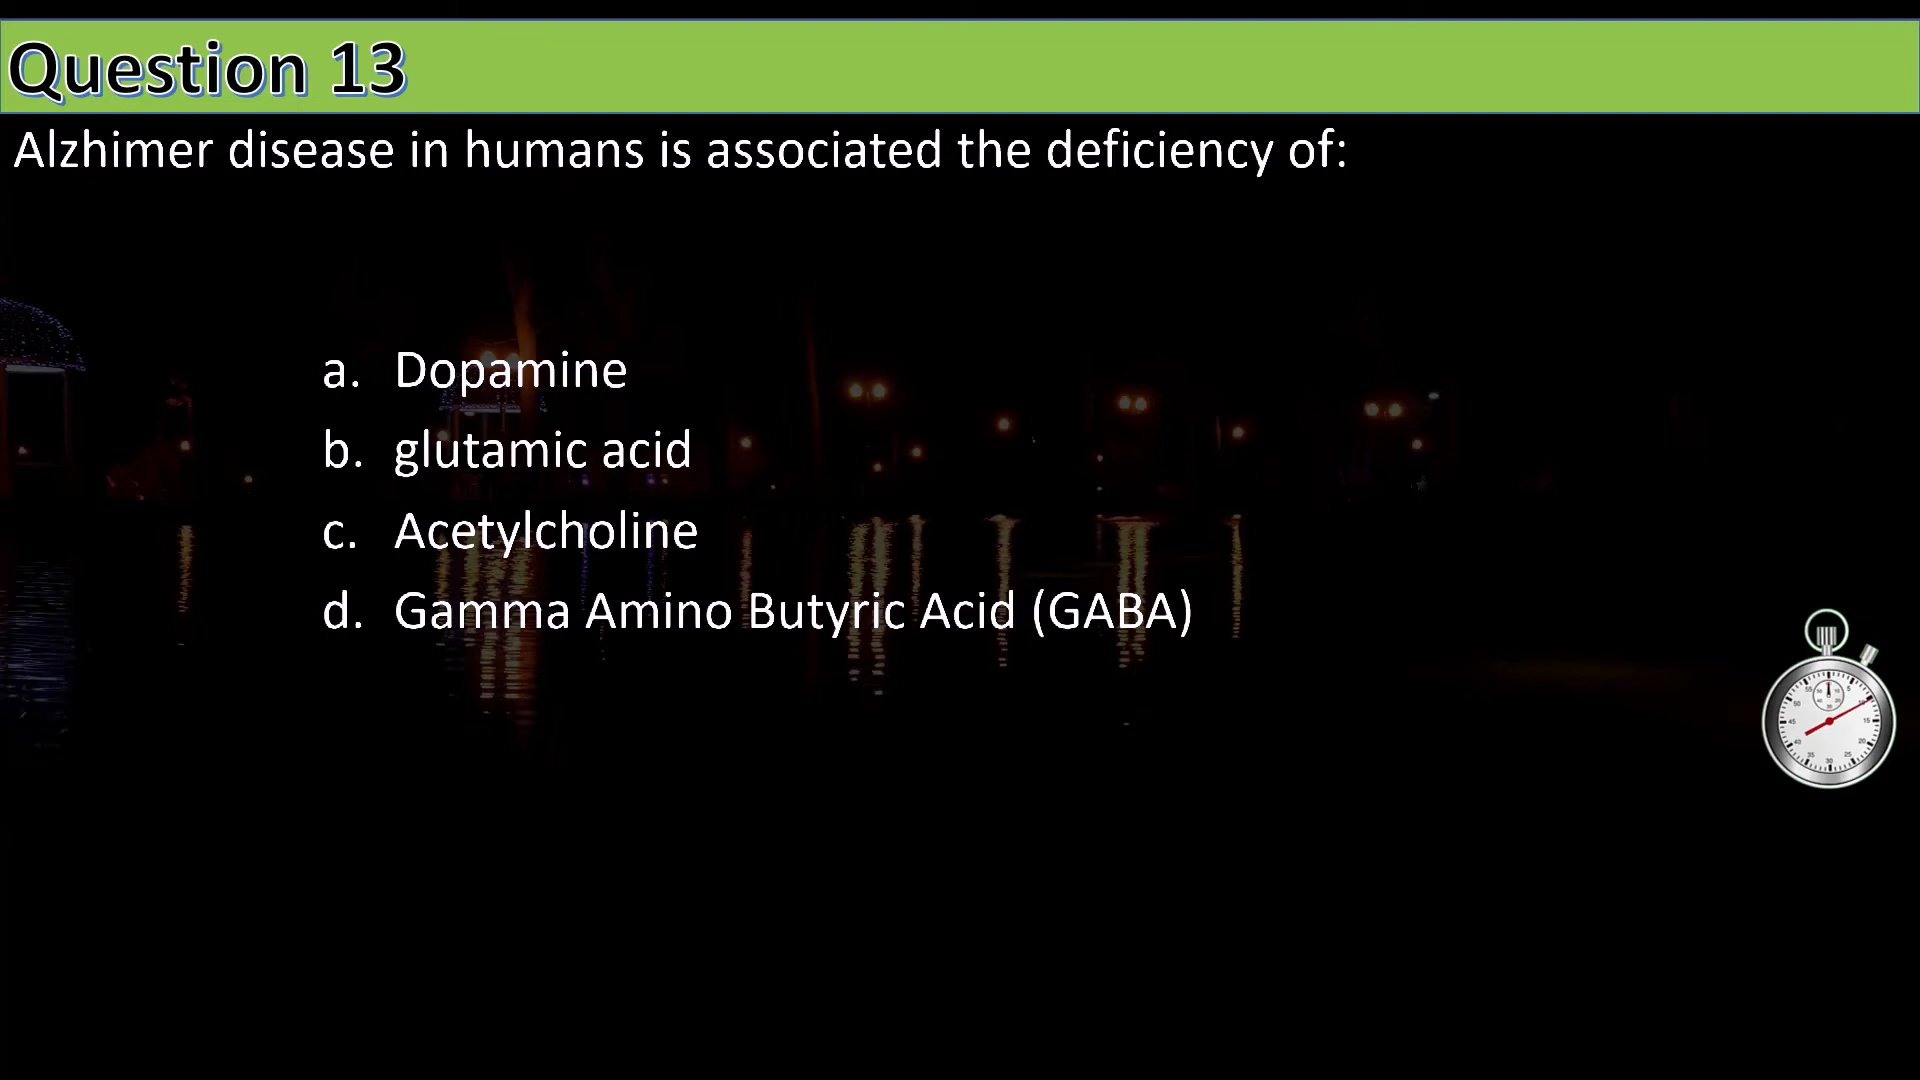 Question 13
Alzhimer disease in humans is associated the deficiency of:
a. Dopamine
b. glutamic acid
c. Acetylcholine
d. Gamma Amino Butyric Acid (GABA)